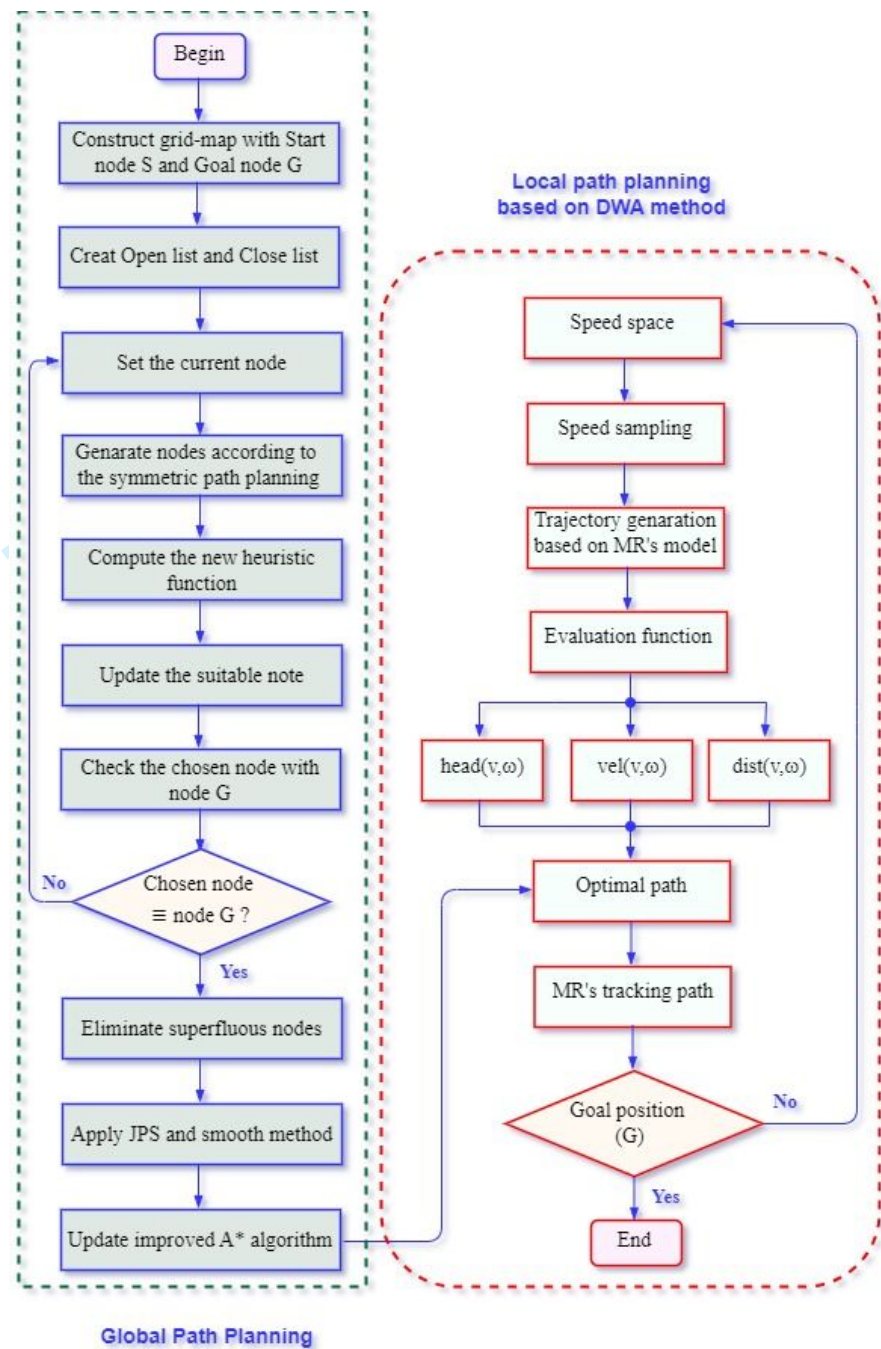 Begin
Construct grid-map with Start
node S and Goal node G
Creat Open list and Close list
Set the current node
Genarate nodes according to
the symmetric path planning
Compute the new heuristic
function
Update the suitable note
Check the chosen node with
node G
No
Chosen node
≡ node G ?
Yes
Eliminate superfluous nodes
Apply JPS and smooth method
Update improved A* algorithm
Global Path Planning
Local path planning
based on DWA method
Speed space
Speed sampling
Trajectory genaration
based on MR's model
Evaluation function
head(v,ω)
vel(v,ω)
dist(v,ω)
Optimal path
MR's tracking path
Goal position
(G)
No
Yes
End